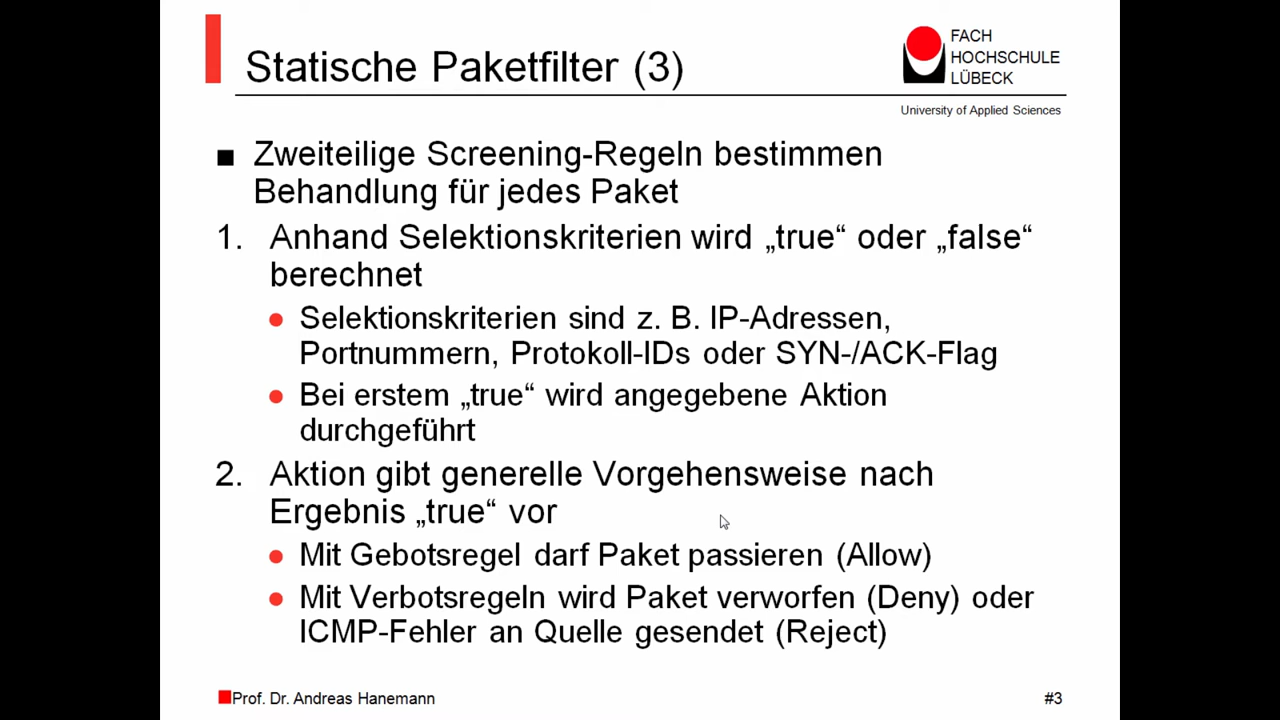 Statische Paketfilter (3)
FACH
HOCHSCHULE
LÜBECK
University of Applied Sciences
■ Zweiteilige Screening-Regeln bestimmen
Behandlung für jedes Paket
1. Anhand Selektionskriterien wird „true“ oder „false“
berechnet
● Selektionskriterien sind z. B. IP-Adressen,
Portnummern, Protokoll-IDs oder SYN-/ACK-Flag
● Bei erstem „true“ wird angegebene Aktion
durchgeführt
2. Aktion gibt generelle Vorgehensweise nach
Ergebnis „true“ vor
● Mit Gebotsregel darf Paket passieren (Allow)
● Mit Verbotsregeln wird Paket verworfen (Deny) oder
ICMP-Fehler an Quelle gesendet (Reject)
Prof. Dr. Andreas Hanemann
#3